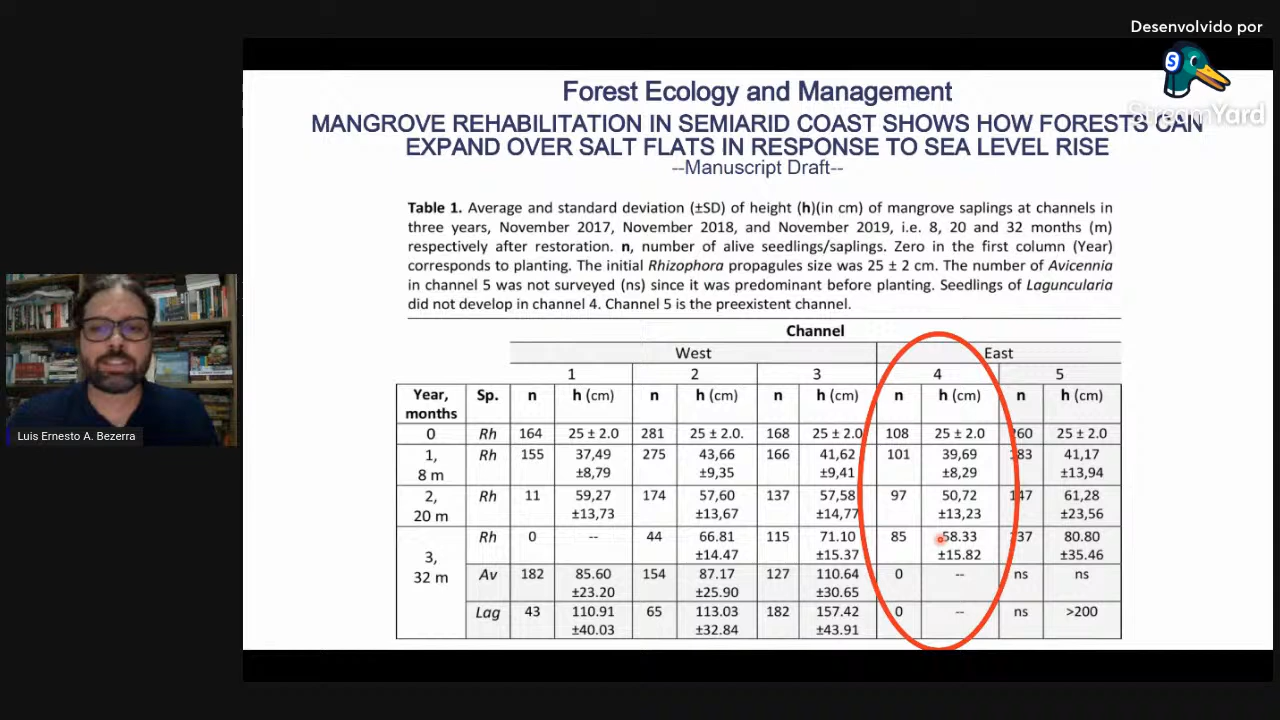 Desenvolvido por
S
StreamYard
Forest Ecology and Management
MANGROVE REHABILITATION IN SEMIARID COAST SHOWS HOW FORESTS CAN
EXPAND OVER SALT FLATS IN RESPONSE TO SEA LEVEL RISE
--Manuscript Draft--
Table 1. Average and standard deviation (±SD) of height (h)(in cm) of mangrove saplings at channels in
three years, November 2017, November 2018, and November 2019, i.e. 8, 20 and 32 months (m)
respectively after restoration. n, number of alive seedlings/saplings. Zero in the first column (Year)
corresponds to planting. The initial Rhizophora propagules size was 25 ± 2 cm. The number of Avicennia
in channel 5 was not surveyed (ns) since it was predominant before planting. Seedlings of Laguncularia
did not develop in channel 4. Channel 5 is the preexistent channel.
Channel
West East
1 2 3 4 5
Year, Sp. n h (cm) n h (cm) n h (cm) n h (cm) n h (cm)
months
0 Rh 164 25 ± 2.0 281 25 ± 2.0. 168 25 ± 2.0 108 25 ± 2.0 260 25 ± 2.0
1, Rh 155 37,49 275 43,66 166 41,62 101 39,69 183 41,17
8 m ±8,79 ±9,35 ±9,41 ±8,29 ±13,94
2, Rh 11 59,27 174 57,60 137 57,58 97 50,72 147 61,28
20 m ±13,73 ±13,67 ±14,77 ±13,23 ±23,56
Rh 0 -- 44 66.81 115 71.10 85 58.33 137 80.80
3, ±14.47 ±15.37 ±15.82 ±35.46
32 m Av 182 85.60 154 87.17 127 110.64 0 -- ns ns
±23.20 ±25.90 ±30.65
Lag 43 110.91 65 113.03 182 157.42 0 -- ns >200
±40.03 ±32.84 ±43.91
Luis Ernesto A. Bezerra